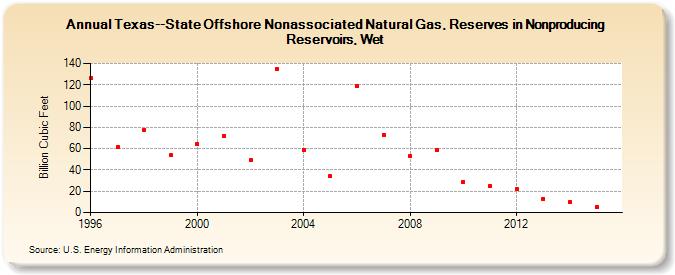 Annual Texas--State Offshore Nonassociated Natural Gas, Reserves in Nonproducing
Reservoirs, Wet
Billion Cubic Feet
140
120
100
80
60
40
20
0
1996 2000 2004 2008 2012
Source: U.S. Energy Information Administration